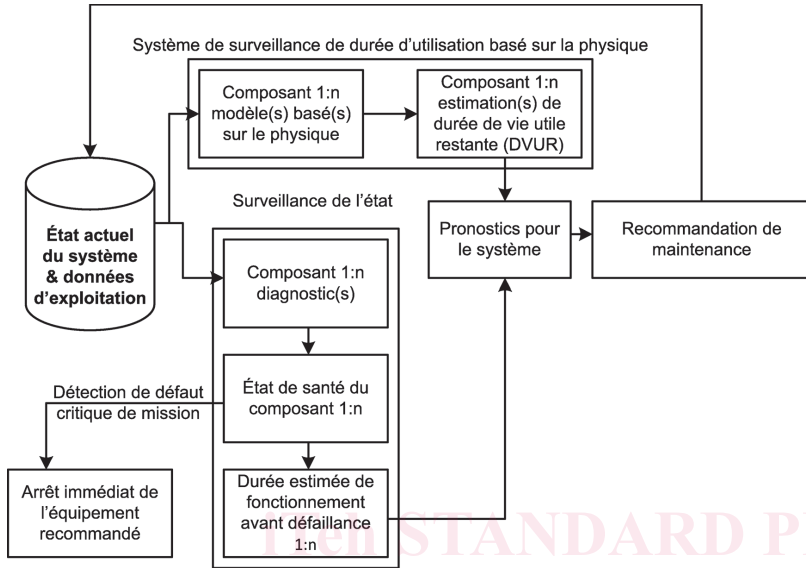 Système de surveillance de durée d'utilisation basé sur la physique
Composant 1:n
modèle(s) basé(s)
sur le physique
Composant 1:n
estimation(s) de
durée de vie utile
restante (DVUR)
État actuel
du système
& données
d'exploitation
Surveillance de l'état
Pronostics pour
le système
Recommandation de
maintenance
Composant 1:n
diagnostic(s)
État de santé du
composant 1:n
Détection de défaut
critique de mission
Arrêt immédiat de
l'équipement
recommandé
Durée estimée de
fonctionnement
avant défaillance
1:n
iTeh STANDARD P